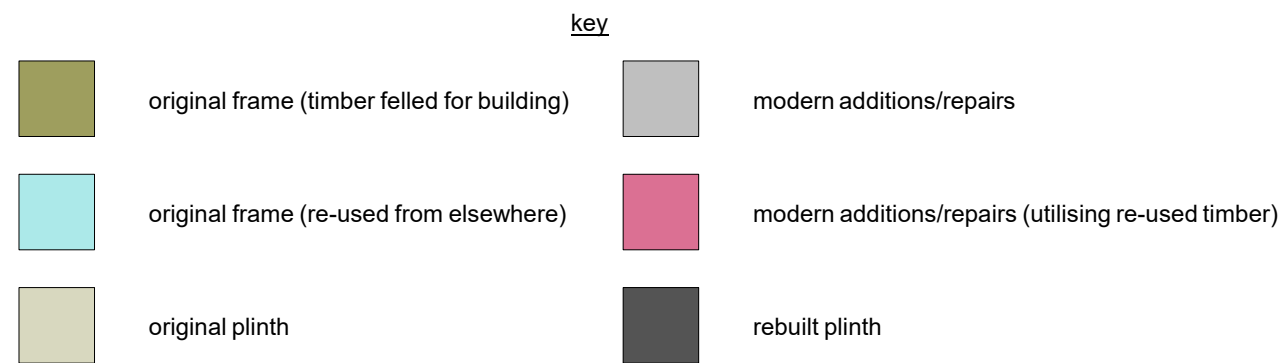 key
original frame (timber felled for building)
modern additions/repairs
original frame (re-used from elsewhere)
modern additions/repairs (utilising re-used timber)
original plinth
rebuilt plinth